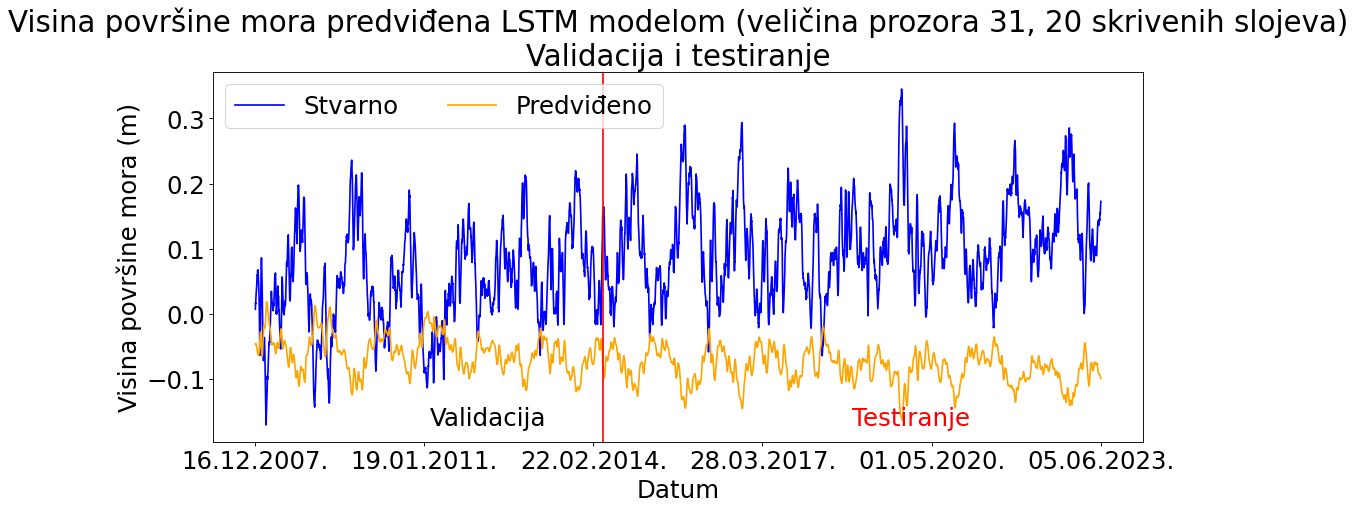 Visina površine mora predviđena LSTM modelom (veličina prozora 31, 20 skrivenih slojeva)
Validacija i testiranje
Stvarno Predviđeno
Visina površine mora (m)
0.3
0.2
0.1
0.0
−0.1
Validacija Testiranje
16.12.2007. 19.01.2011. 22.02.2014. 28.03.2017. 01.05.2020. 05.06.2023.
Datum